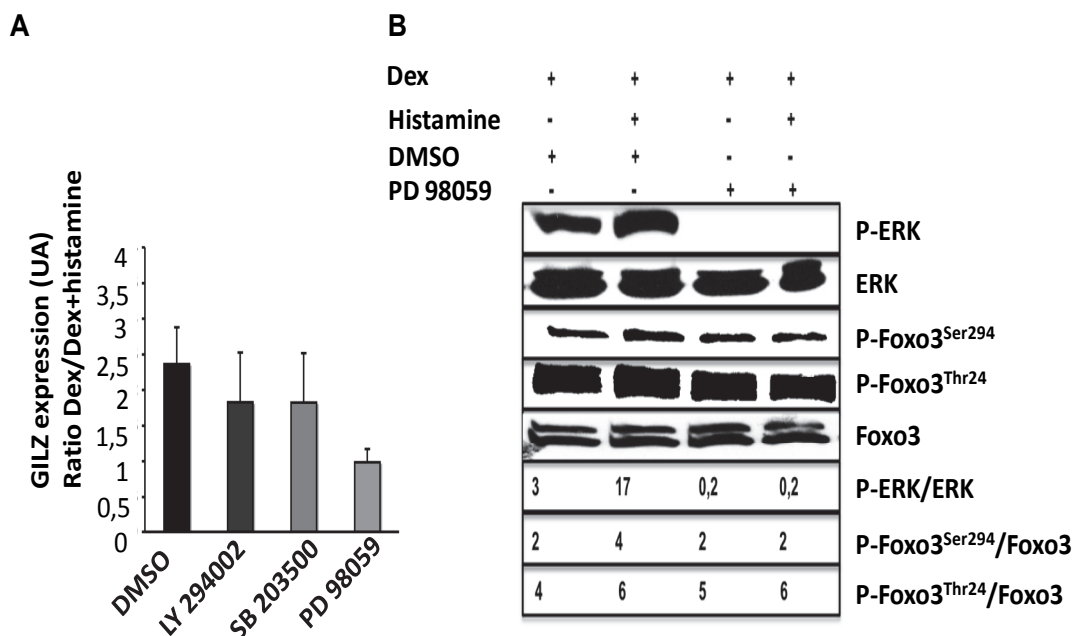 A
GILZ expression (UA)
Ratio Dex/Dex+histamine
4
3,5
3
2,5
2
1,5
1
0,5
0
DMSO
LY 294002
SB 203500
PD 98059
B
Dex + + + +
Histamine - + - +
DMSO + + - -
PD 98059 - - + +
P-ERK
ERK
P-Foxo3Ser294
P-Foxo3Thr24
Foxo3
3 17 0,2 0,2 P-ERK/ERK
2 4 2 2 P-Foxo3Ser294/Foxo3
4 6 5 6 P-Foxo3Thr24/Foxo3